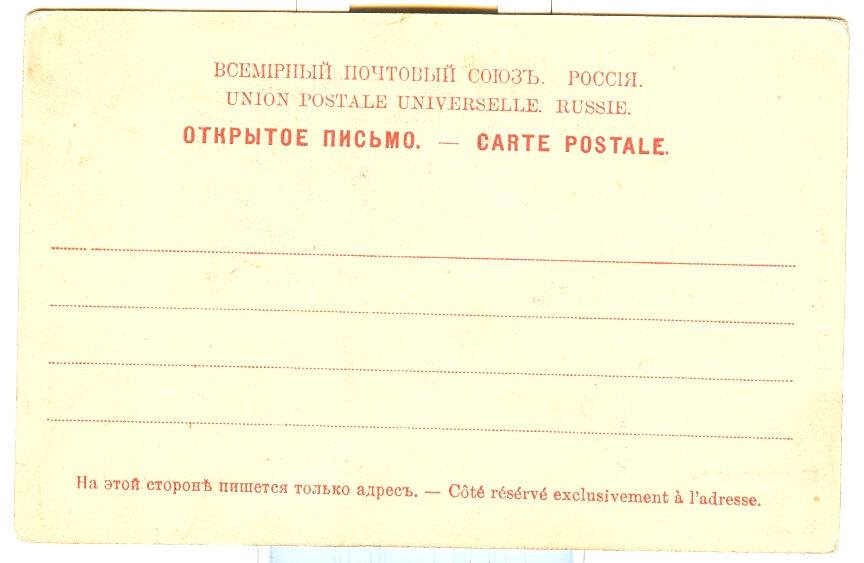 ВСЕМІРНЫЙ ПОЧТОВЫЙ СОЮЗЪ. РОССІЯ.
UNION POSTALE UNIVERSELLE. RUSSIE.
ОТКРЫТОЕ ПИСЬМО. — CARTE POSTALE.
На этой сторонѣ пишется только адресъ. — Côté résérvé exclusivement à l'adresse.